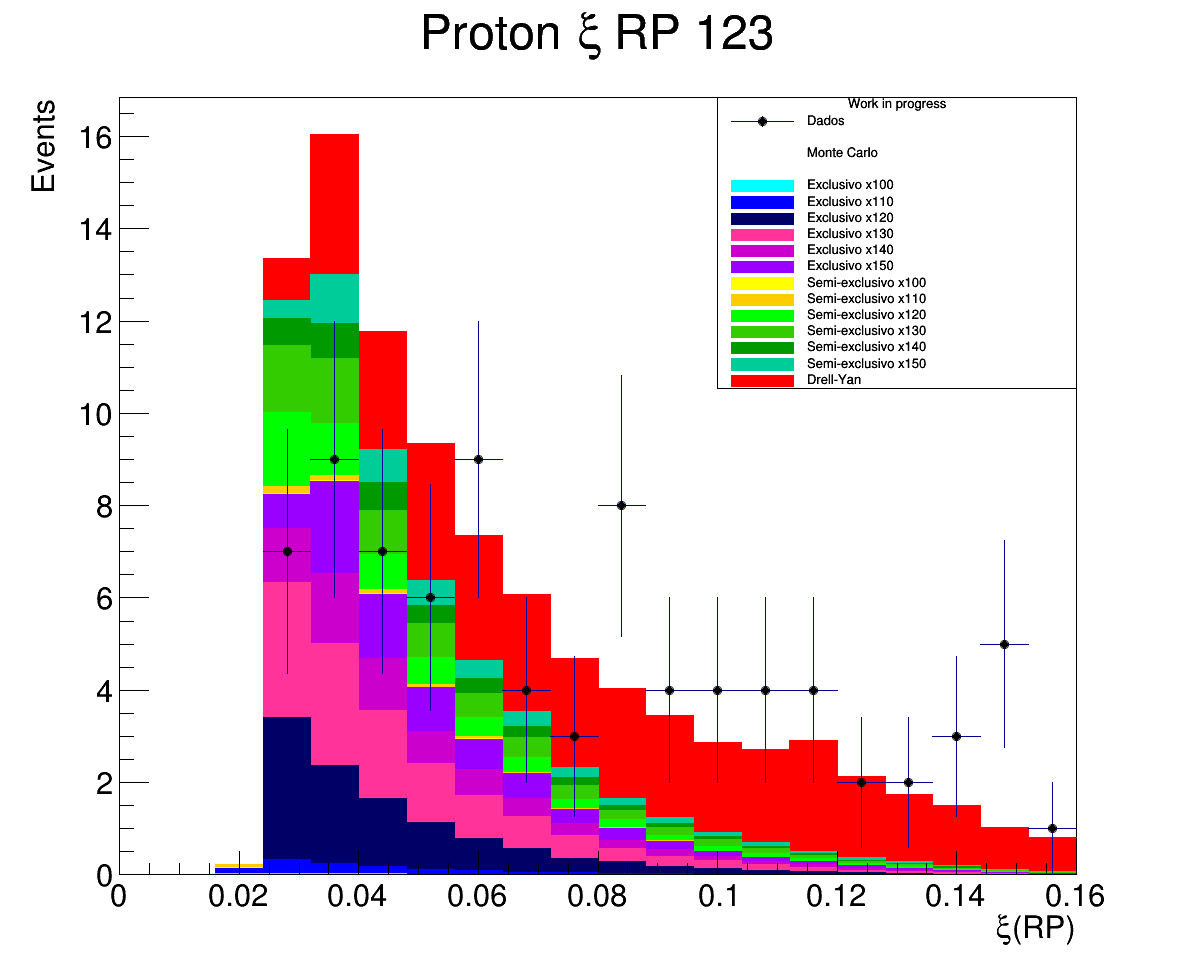 Proton ξ RP 123
Events
16
14
12
10
8
6
4
2
0
Work in progress
Dados
Monte Carlo
Exclusivo x100
Exclusivo x110
Exclusivo x120
Exclusivo x130
Exclusivo x140
Exclusivo x150
Semi-exclusivo x100
Semi-exclusivo x110
Semi-exclusivo x120
Semi-exclusivo x130
Semi-exclusivo x140
Semi-exclusivo x150
Drell-Yan
0 0.02 0.04 0.06 0.08 0.1 0.12 0.14 0.16
ξ(RP)